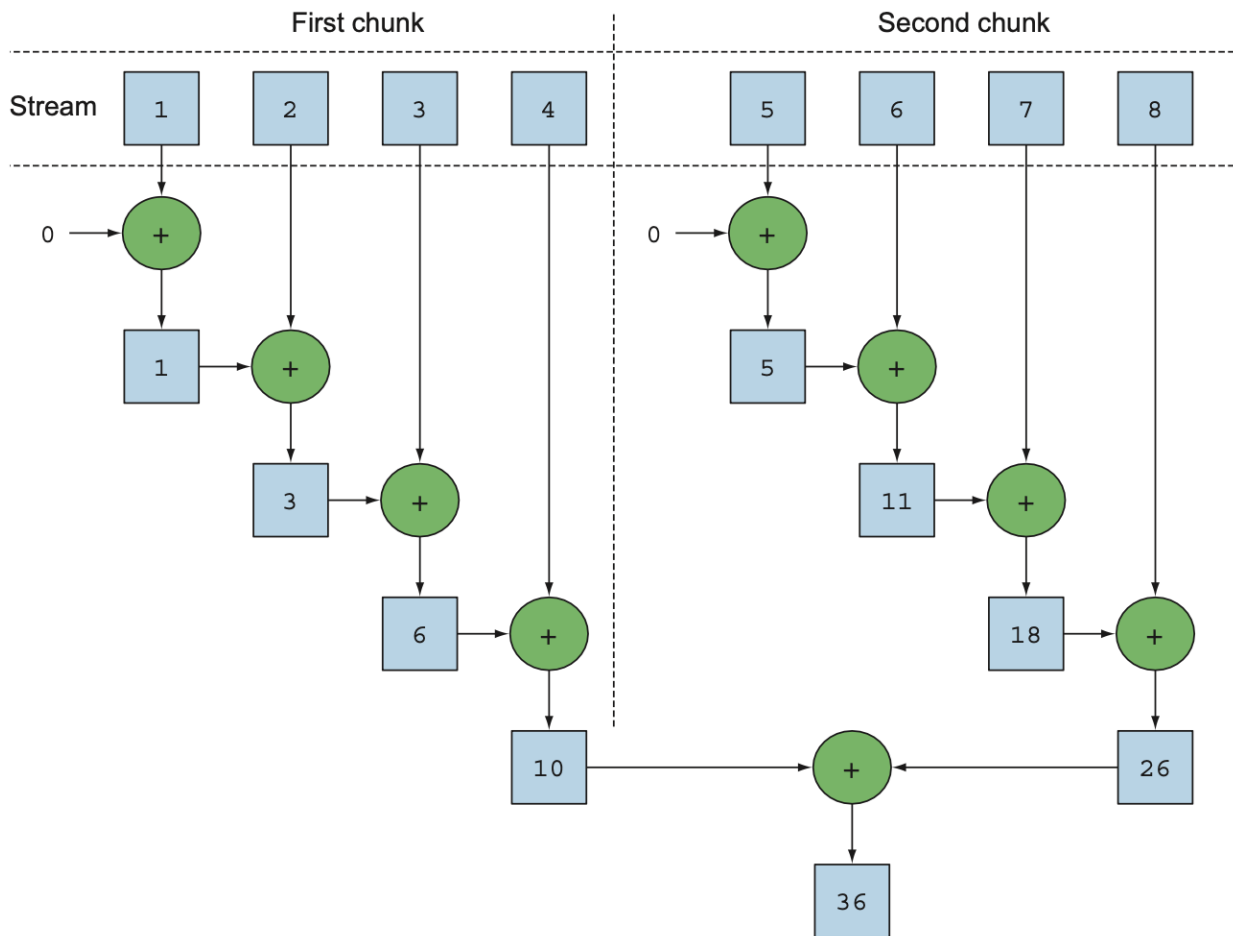 First chunk Second chunk
Stream 1 2 3 4 5 6 7 8
0 + 0 +
1 + 5 +
3 + 11 +
6 + 18 +
10 + 26
36